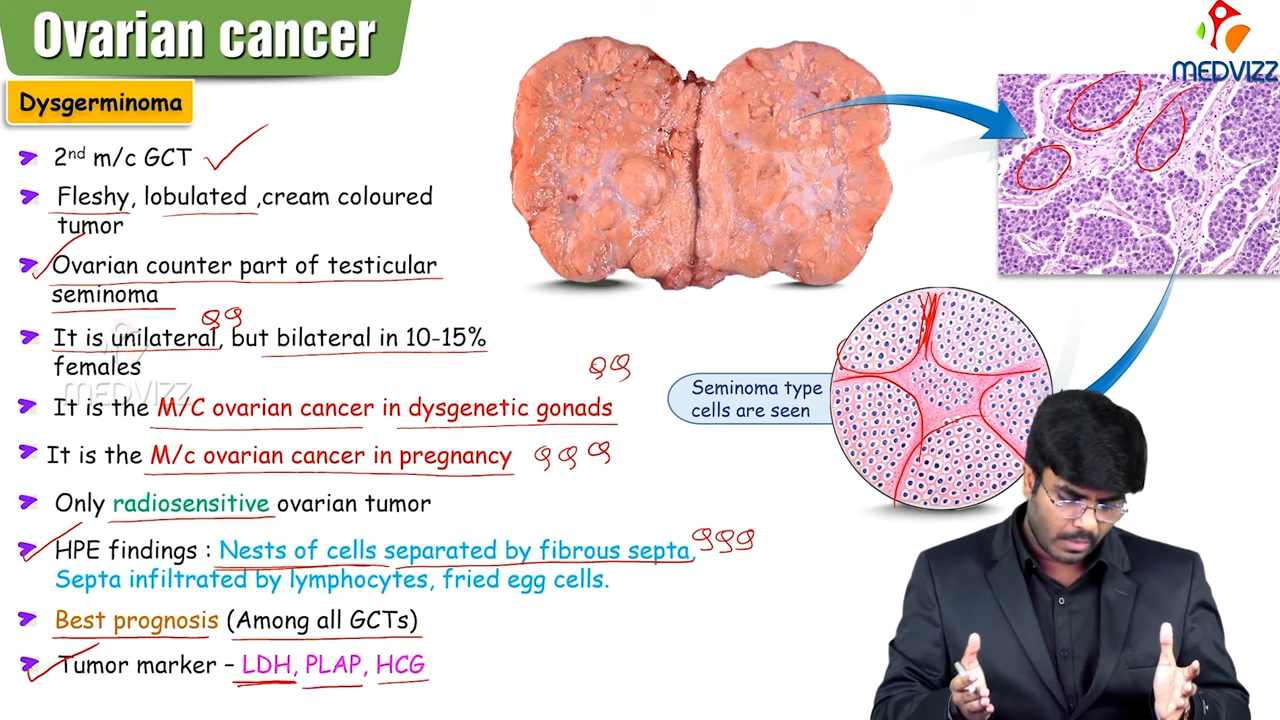 Ovarian cancer
MEDVIZZ
Dysgerminoma
2nd m/c GCT
Fleshy, lobulated ,cream coloured
tumor
Ovarian counter part of testicular
seminoma
It is unilateral, but bilateral in 10-15%
females
MEDVIZZ
It is the M/C ovarian cancer in dysgenetic gonads
It is the M/c ovarian cancer in pregnancy
Only radiosensitive ovarian tumor
HPE findings : Nests of cells separated by fibrous septa,
Septa infiltrated by lymphocytes, fried egg cells.
Best prognosis (Among all GCTs)
Tumor marker – LDH, PLAP, HCG
Seminoma type
cells are seen